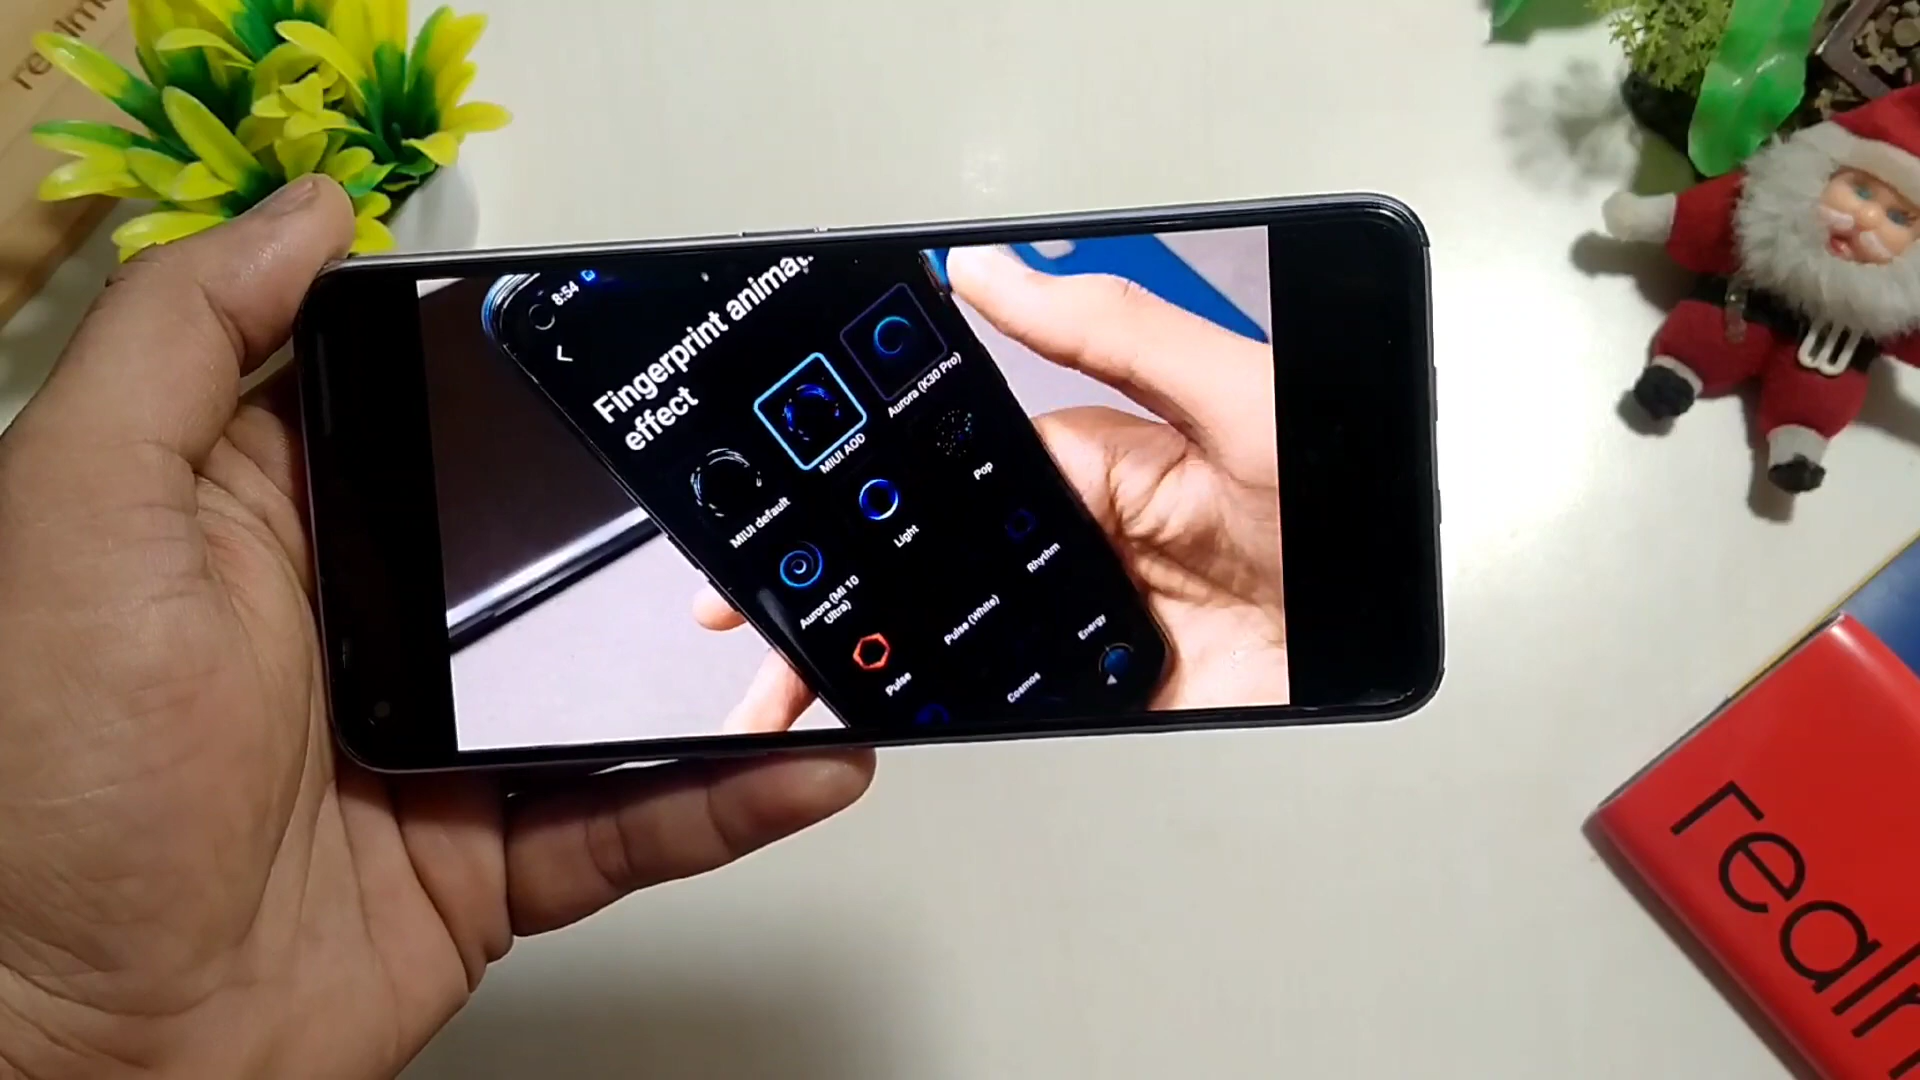 realme
8:54
Fingerprint animat
effect
MIUI default
MIUI AOD
Aurora (K30 Pro)
Aurora (Mi 10
Ultra)
Light
Pop
Pulse
Pulse (White)
Rhythm
Cosmos
Energy
realm